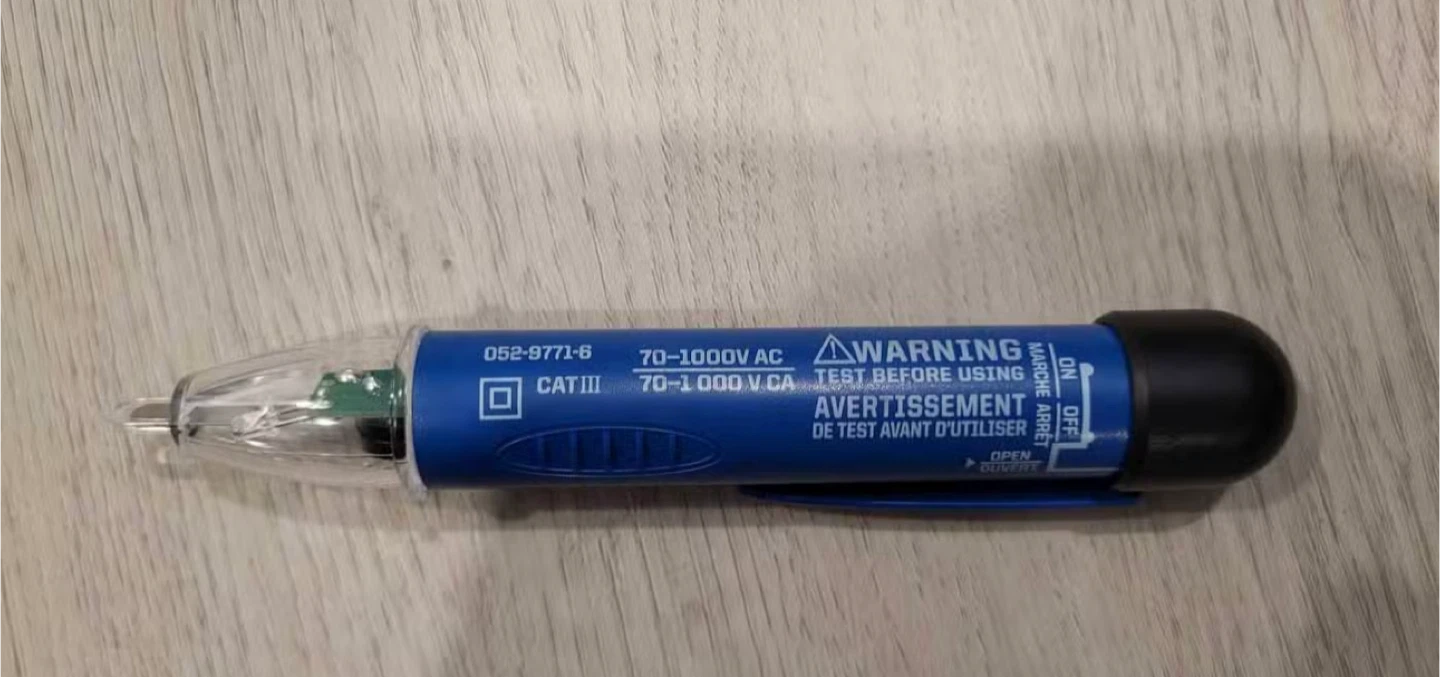 052-9771-6
CAT III
70-1000V AC
70-1 000 V CA
WARNING
TEST BEFORE USING
AVERTISSEMENT
DE TEST AVANT D'UTILISER
MARCHE ARRÊT
ON OFF
OPEN
OUVERT